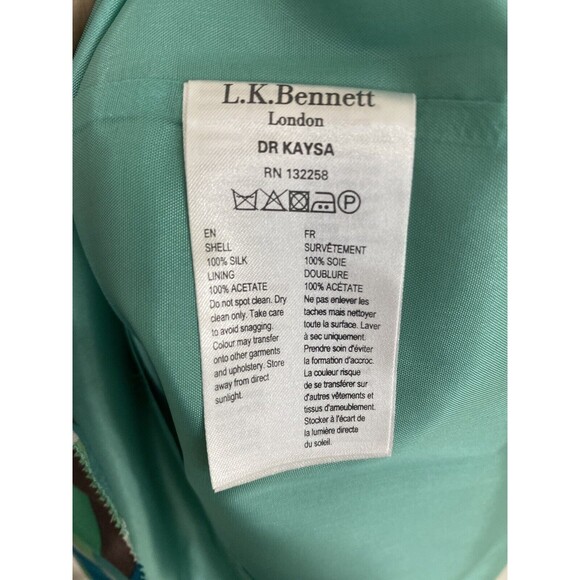 L.K.Bennett
London
DR KAYSA
RN 132258
P
EN
SHELL
100% SILK
LINING
100% ACETATE
Do not spot clean. Dry
clean only. Take care
to avoid snagging.
Colour may transfer
onto other garments
and upholstery. Store
away from direct
sunlight.
FR
SURVÊTEMENT
100% SOIE
DOUBLURE
100% ACÉTATE
Ne pas enlever les
taches mais nettoyer
toute la surface. Laver
à sec uniquement.
Prendre soin d'éviter
la formation d'accroc.
La couleur risque
de se transférer sur
d'autres vêtements et
tissus d'ameublement.
Stocker à l'écart de
la lumière directe
du soleil.